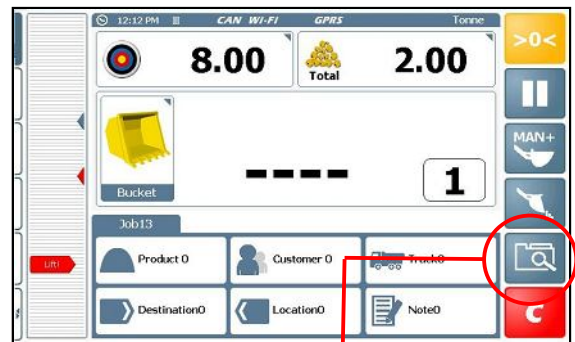 12:12 PM CAN WI-FI GPRS Tonne
>0<
8.00 Total 2.00
MAN+
Bucket
---- 1
Job13
Lift!
Product 0 Customer 0 Truck0
Destination0 Location0 Note0
C